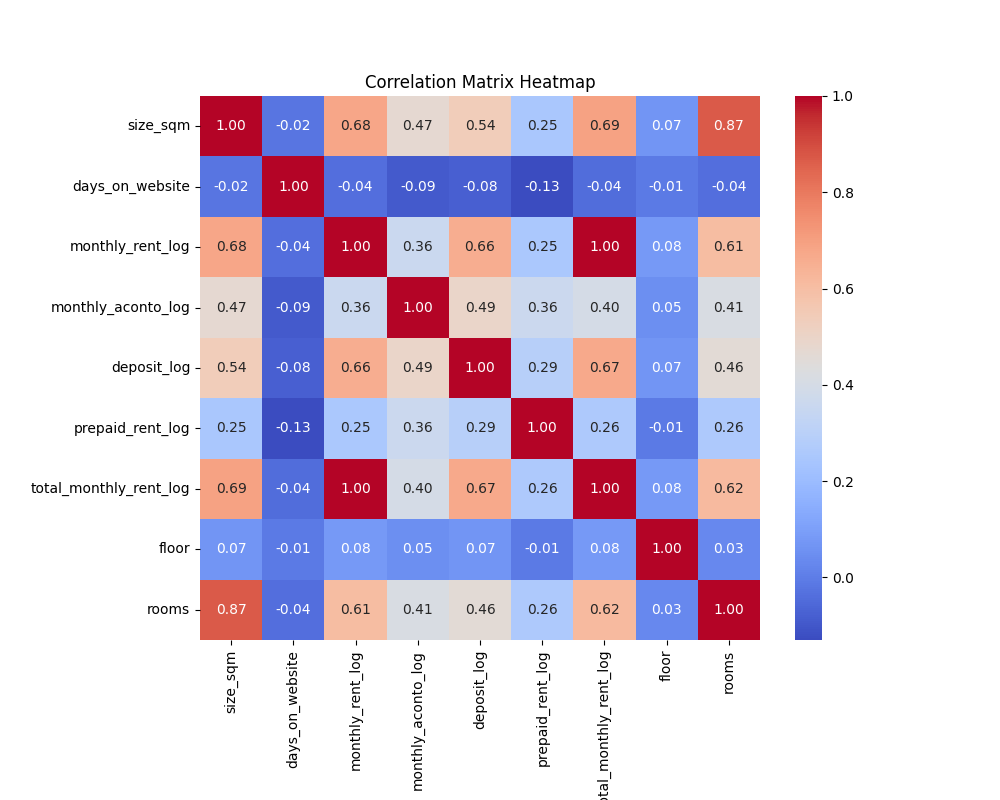 Correlation Matrix Heatmap
size_sqm 1.00 -0.02 0.68 0.47 0.54 0.25 0.69 0.07 0.87
days_on_website -0.02 1.00 -0.04 -0.09 -0.08 -0.13 -0.04 -0.01 -0.04
monthly_rent_log 0.68 -0.04 1.00 0.36 0.66 0.25 1.00 0.08 0.61
monthly_aconto_log 0.47 -0.09 0.36 1.00 0.49 0.36 0.40 0.05 0.41
deposit_log 0.54 -0.08 0.66 0.49 1.00 0.29 0.67 0.07 0.46
prepaid_rent_log 0.25 -0.13 0.25 0.36 0.29 1.00 0.26 -0.01 0.26
total_monthly_rent_log 0.69 -0.04 1.00 0.40 0.67 0.26 1.00 0.08 0.62
floor 0.07 -0.01 0.08 0.05 0.07 -0.01 0.08 1.00 0.03
rooms 0.87 -0.04 0.61 0.41 0.46 0.26 0.62 0.03 1.00
size_sqm
days_on_website
monthly_rent_log
monthly_aconto_log
deposit_log
prepaid_rent_log
otal_monthly_rent_log
floor
rooms
1.0
0.8
0.6
0.4
0.2
0.0